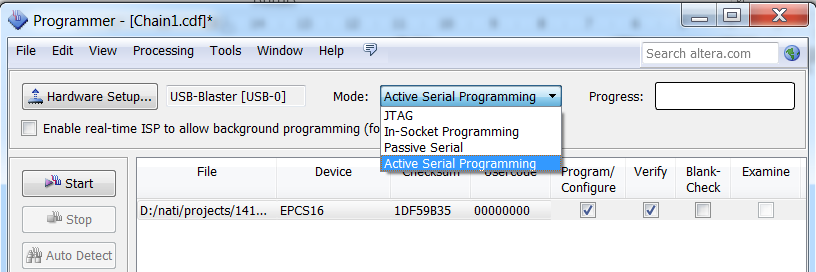 Programmer - [Chain1.cdf]*
File Edit View Processing Tools Window Help
Search altera.com
Hardware Setup... USB-Blaster [USB-0] Mode: Active Serial Programming Progress:
JTAG
Enable real-time ISP to allow background programming (fo
In-Socket Programming
Passive Serial
Active Serial Programming
File Device Checksum Usercode Program/ Verify Blank- Examine
Configure Check
Start
D:/nati/projects/141... EPCS16 1DF59B35 00000000
Stop
Auto Detect